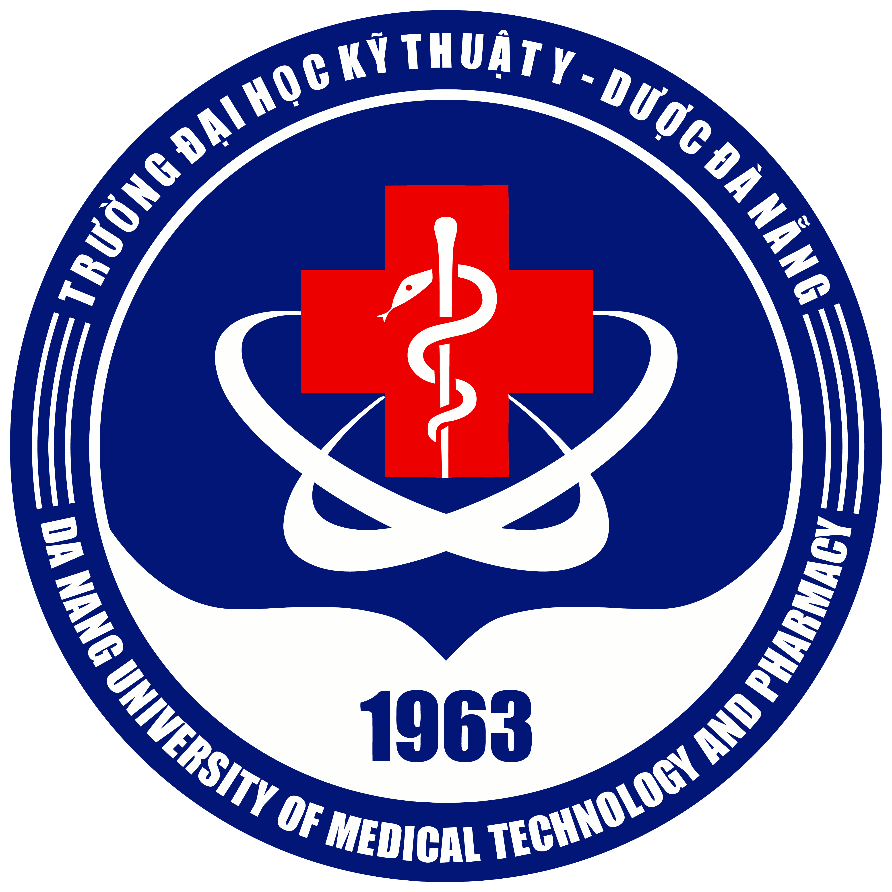 TRƯỜNG ĐẠI HỌC KỸ THUẬT Y - DƯỢC ĐÀ NẴNG
1963
DA NANG UNIVERSITY OF MEDICAL TECHNOLOGY AND PHARMACY